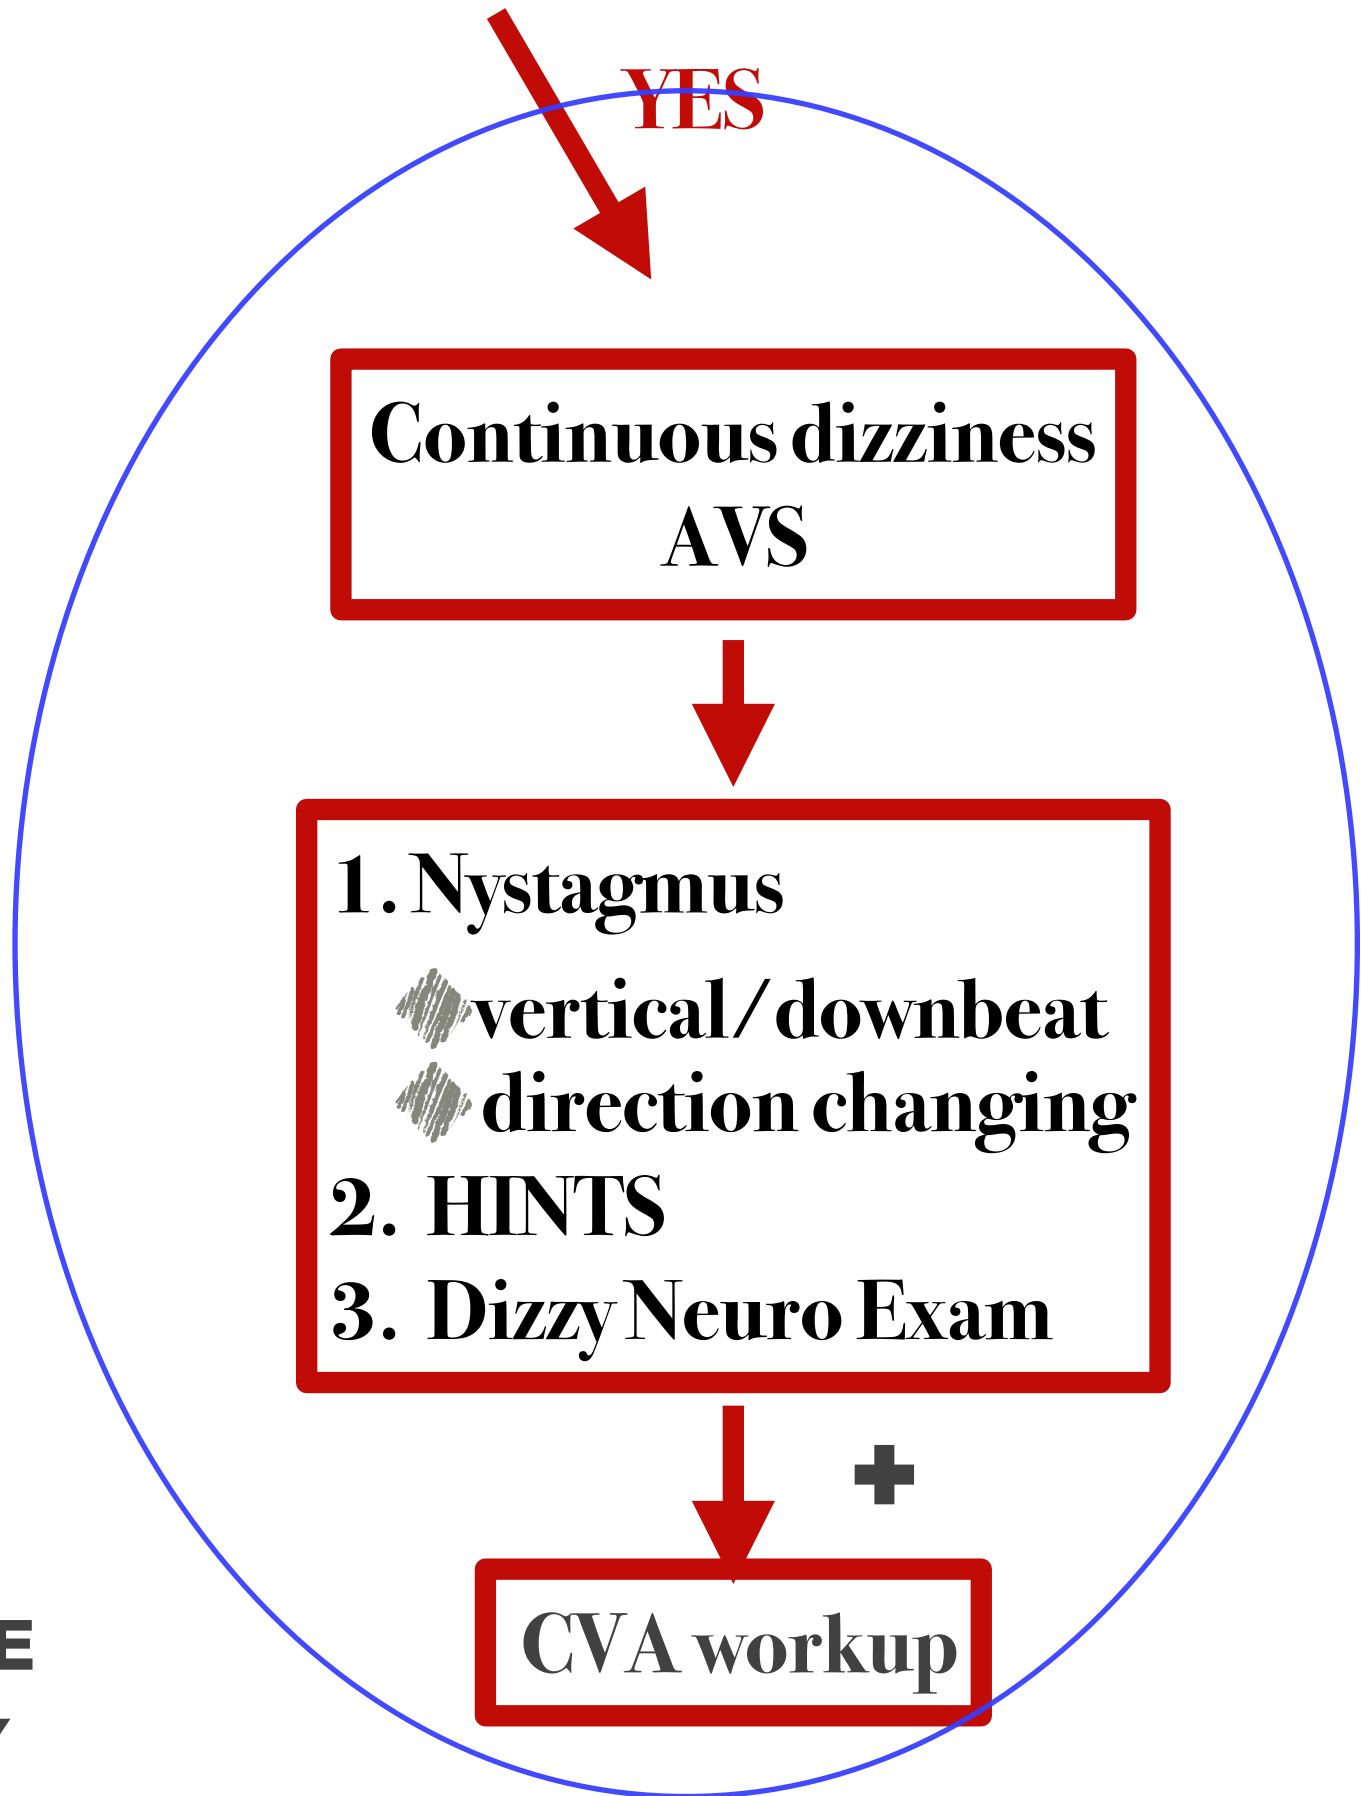 YES
Continuous dizziness
AVS
1. Nystagmus
vertical/downbeat
direction changing
2. HINTS
3. Dizzy Neuro Exam
+
CVA workup
E